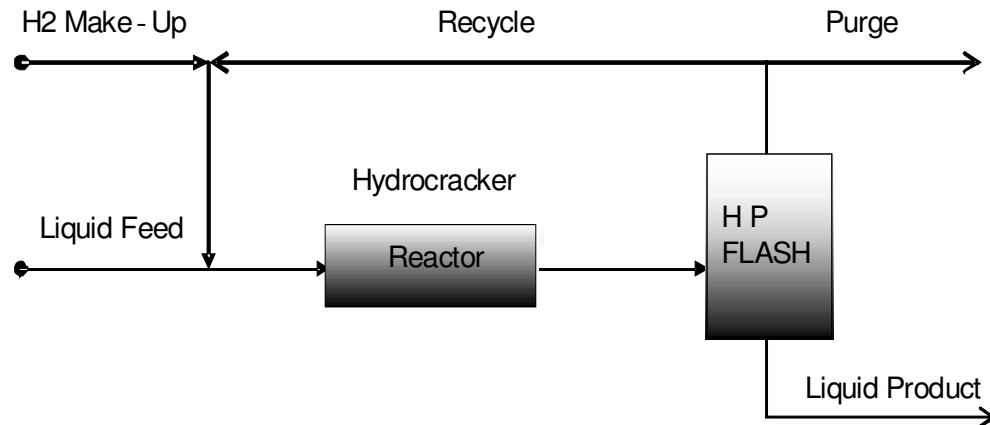 H2 Make - Up
Recycle
Purge
Hydrocracker
Liquid Feed
Reactor
H P
FLASH
Liquid Product